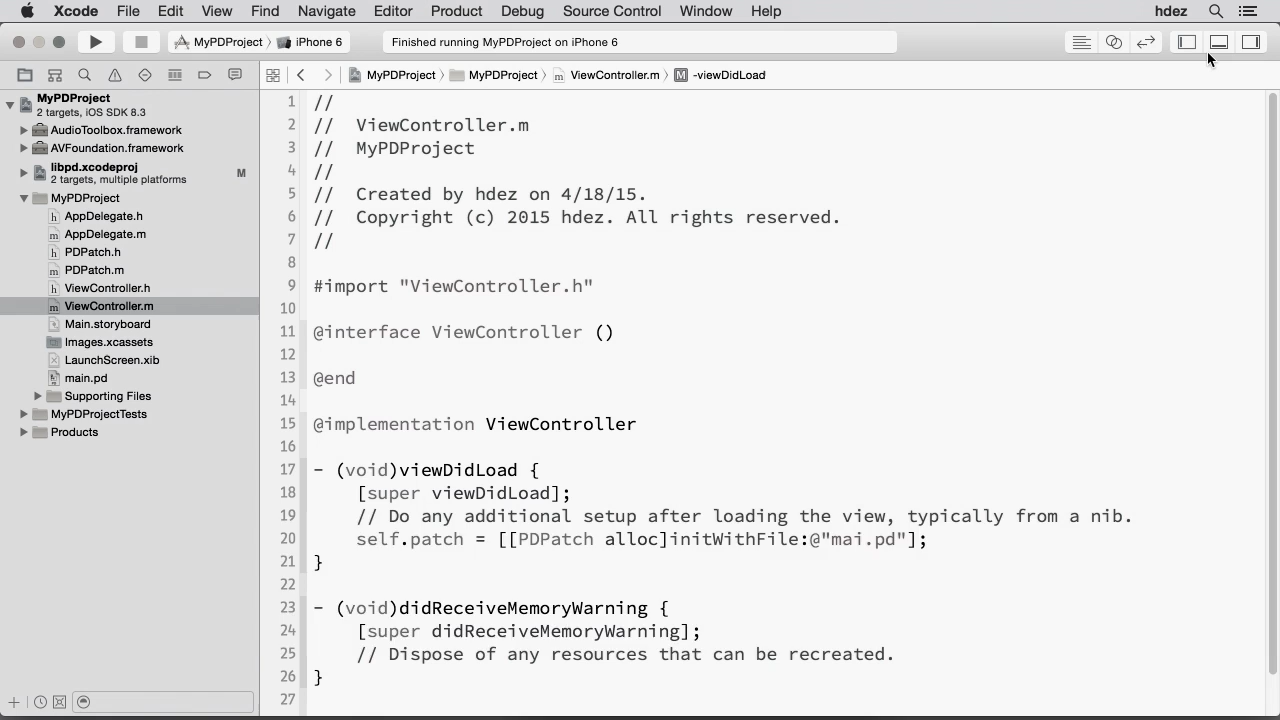 Xcode File Edit View Find Navigate Editor Product Debug Source Control Window Help hdez
MyPDProject iPhone 6 Finished running MyPDProject on iPhone 6
MyPDProject MyPDProject ViewController.m M -viewDidLoad
MyPDProject
2 targets, iOS SDK 8.3
AudioToolbox.framework
AVFoundation.framework
libpd.xcodeproj M
2 targets, multiple platforms
MyPDProject
h AppDelegate.h
m AppDelegate.m
h PDPatch.h
m PDPatch.m
h ViewController.h
m ViewController.m
Main.storyboard
Images.xcassets
LaunchScreen.xib
main.pd
Supporting Files
MyPDProjectTests
Products
1 //
2 //  ViewController.m
3 //  MyPDProject
4 //
5 //  Created by hdez on 4/18/15.
6 //  Copyright (c) 2015 hdez. All rights reserved.
7 //
8
9 #import "ViewController.h"
10
11 @interface ViewController ()
12
13 @end
14
15 @implementation ViewController
16
17 - (void)viewDidLoad {
18     [super viewDidLoad];
19     // Do any additional setup after loading the view, typically from a nib.
20     self.patch = [[PDPatch alloc]initWithFile:@"mai.pd"];
21 }
22
23 - (void)didReceiveMemoryWarning {
24     [super didReceiveMemoryWarning];
25     // Dispose of any resources that can be recreated.
26 }
27